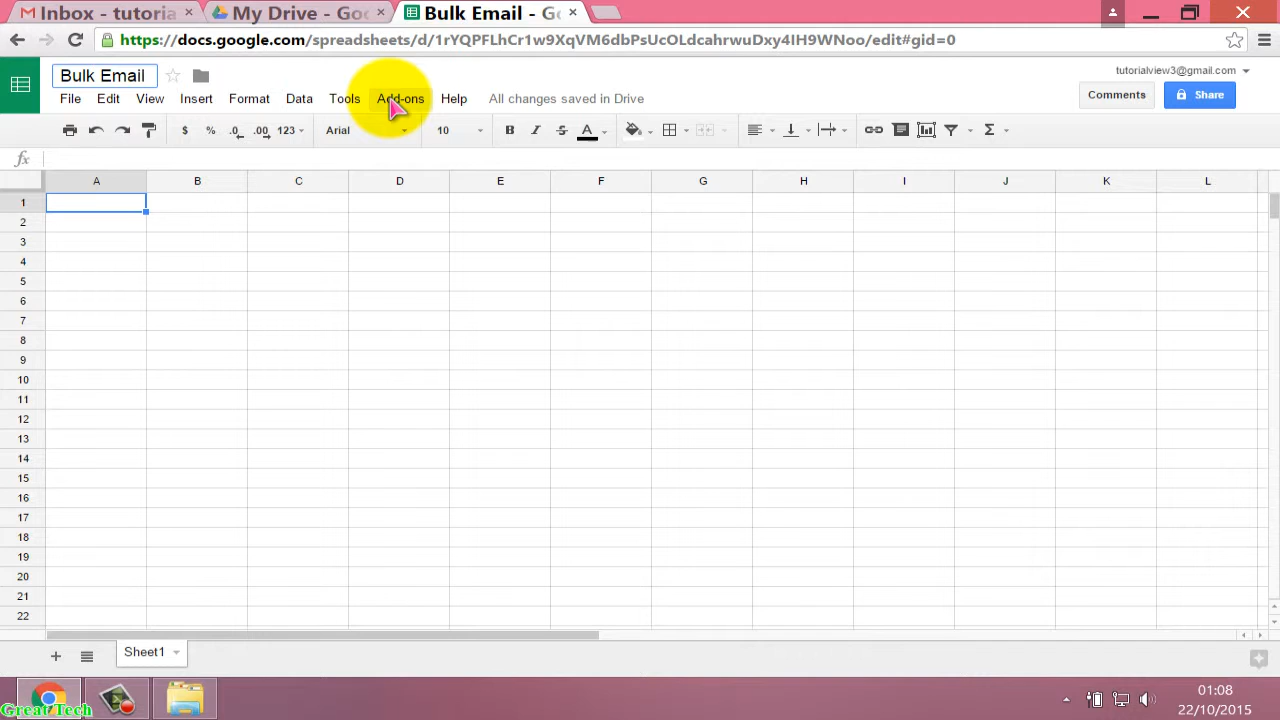 Inbox - tutoria
My Drive - Goo
Bulk Email - Go
https://docs.google.com/spreadsheets/d/1rYQPFLhCr1w9XqVM6dbPsUcOLdcahrwuDxy4IH9WNoo/edit#gid=0
Bulk Email
tutorialview3@gmail.com
File Edit View Insert Format Data Tools Add-ons Help All changes saved in Drive
Comments
Share
$ % .0 .00 123 Arial 10 B I S A Σ
fx
A B C D E F G H I J K L
1
2
3
4
5
6
7
8
9
10
11
12
13
14
15
16
17
18
19
20
21
22
Sheet1
Great Tech
01:08
22/10/2015